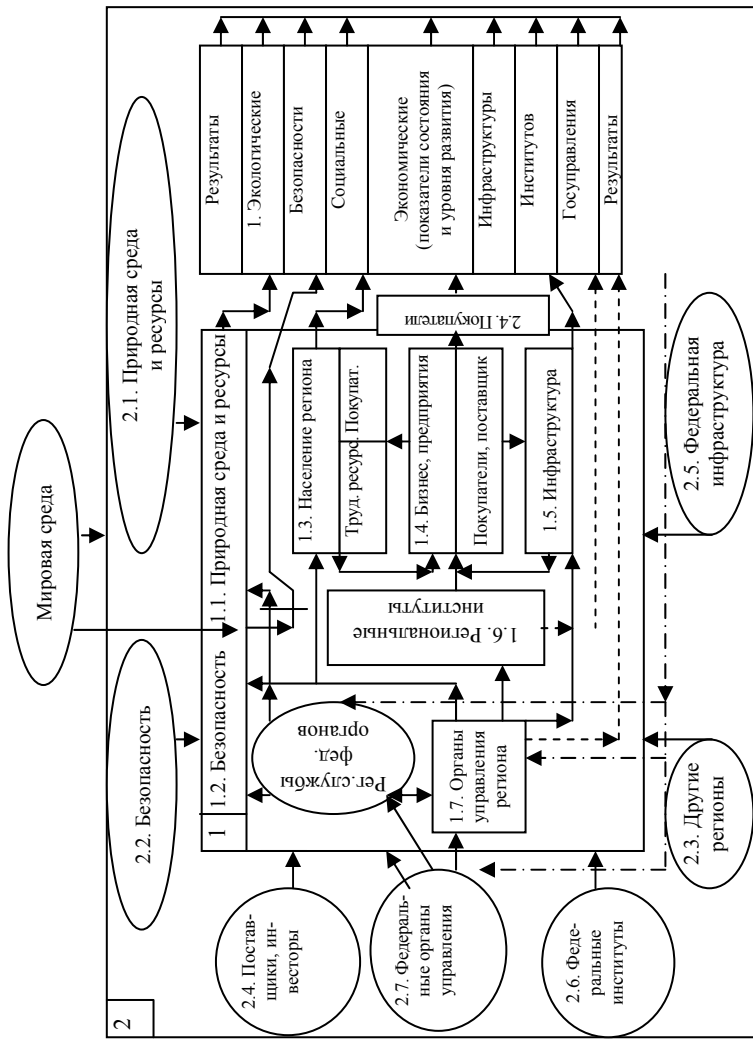 Мировая среда
2
2.2. Безопасность
2.1. Природная среда
и ресурсы
2.4. Постав-
щики, ин-
весторы
2.7. Федераль-
ные органы
управления
2.6. Феде-
ральные
институты
1
1.2. Безопасность
1.1. Природная среда и ресурсы
Рег.службы
фед.
органов
1.7. Органы
управления
региона
1.6. Региональные
институты
1.3. Население региона
Труд. ресурс. Покупат.
1.4. Бизнес, предприятия
Покупатели, поставщик
1.5. Инфраструктура
2.4. Покупатели
Результаты
1. Экологические
Безопасности
Социальные
Экономические
(показатели состояния
и уровня развития)
Инфраструктуры
Институтов
Госуправления
Результаты
2.3. Другие
регионы
2.5. Федеральная
инфраструктура